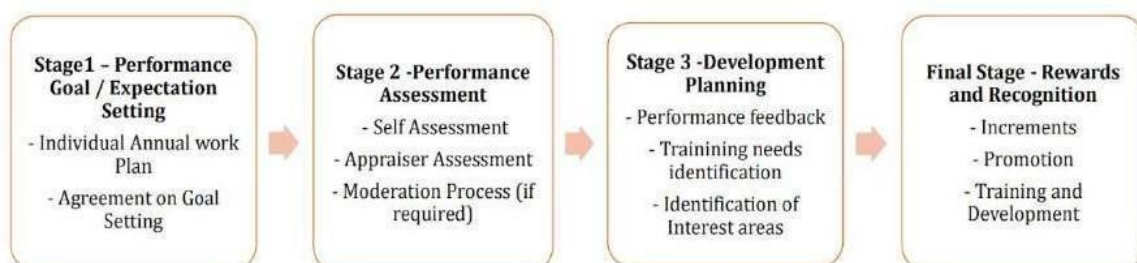 Stage1 – Performance
Goal / Expectation
Setting
- Individual Annual work
Plan
- Agreement on Goal
Setting
Stage 2 -Performance
Assessment
- Self Assessment
- Appraiser Assessment
- Moderation Process (if
required)
Stage 3 -Development
Planning
- Performance feedback
- Trainining needs
identification
- Identification of
Interest areas
Final Stage - Rewards
and Recognition
- Increments
- Promotion
- Training and
Development